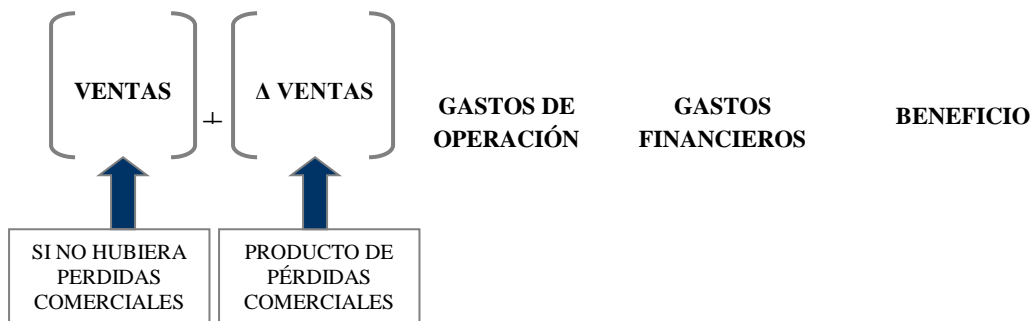 VENTAS
+
Δ VENTAS
GASTOS DE
OPERACIÓN
GASTOS
FINANCIEROS
BENEFICIO
SI NO HUBIERA
PERDIDAS
COMERCIALES
PRODUCTO DE
PÉRDIDAS
COMERCIALES